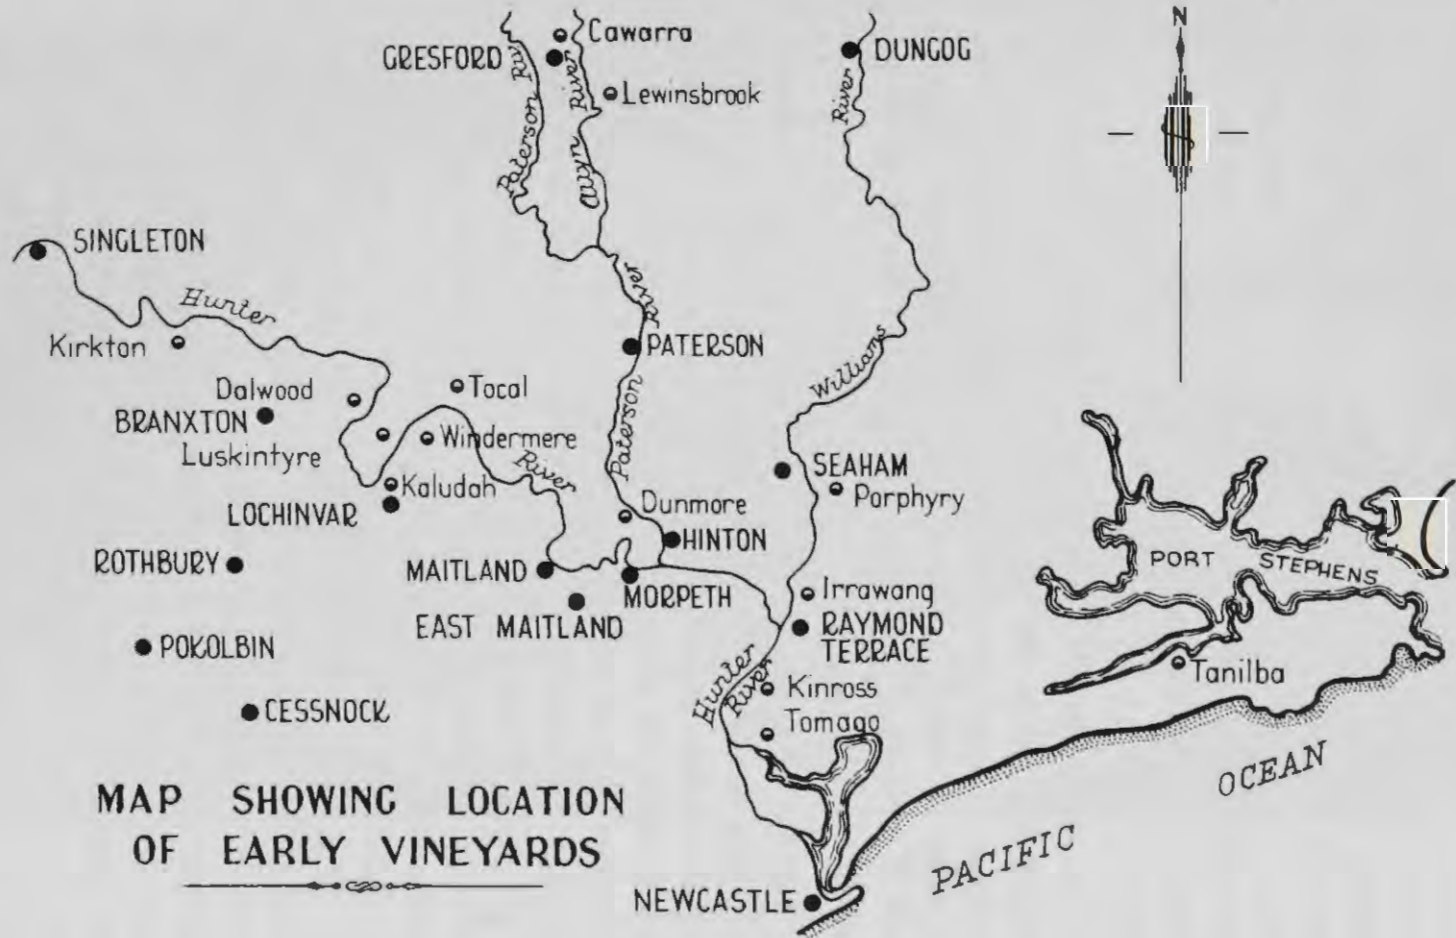 N
Cawarra
GRESFORD
DUNGOG
Paterson Riv.
Allyn River
River
Lewinsbrook
SINGLETON
Hunter
River
Kirkton
PATERSON
Williams
Dalwood
Tocal
BRANXTON
Paterson
Windermere
Luskintyre
River
SEAHAM
Kaludah
Porphyry
LOCHINVAR
Dunmore
HINTON
ROTHBURY
MAITLAND
PORT STEPHENS
MORPETH
Irrawang
EAST MAITLAND
RAYMOND
TERRACE
POKOLBIN
Hunter
River
Kinross
Tanilba
CESSNOCK
Tomago
OCEAN
MAP SHOWING LOCATION
OF EARLY VINEYARDS
PACIFIC
NEWCASTLE